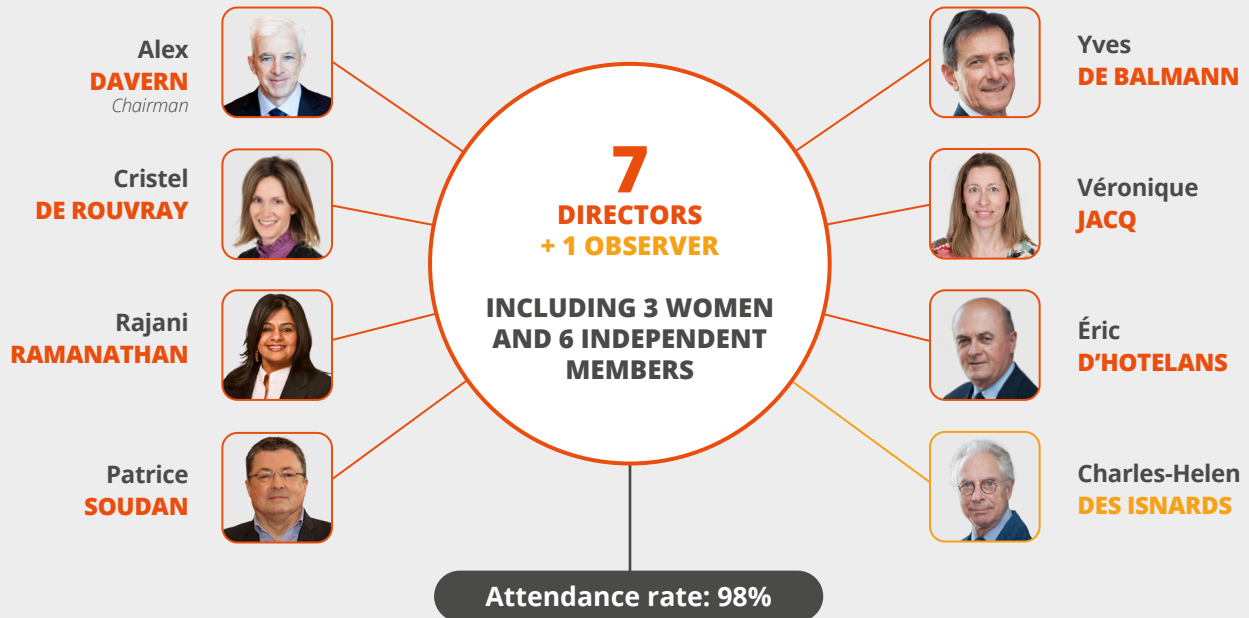 Alex
DAVERN
Chairman
Cristel
DE ROUVRAY
Rajani
RAMANATHAN
Patrice
SOUDAN
7
DIRECTORS
+ 1 OBSERVER
INCLUDING 3 WOMEN
AND 6 INDEPENDENT
MEMBERS
Yves
DE BALMANN
Véronique
JACQ
Éric
D’HOTELANS
Charles-Helen
DES ISNARDS
Attendance rate: 98%